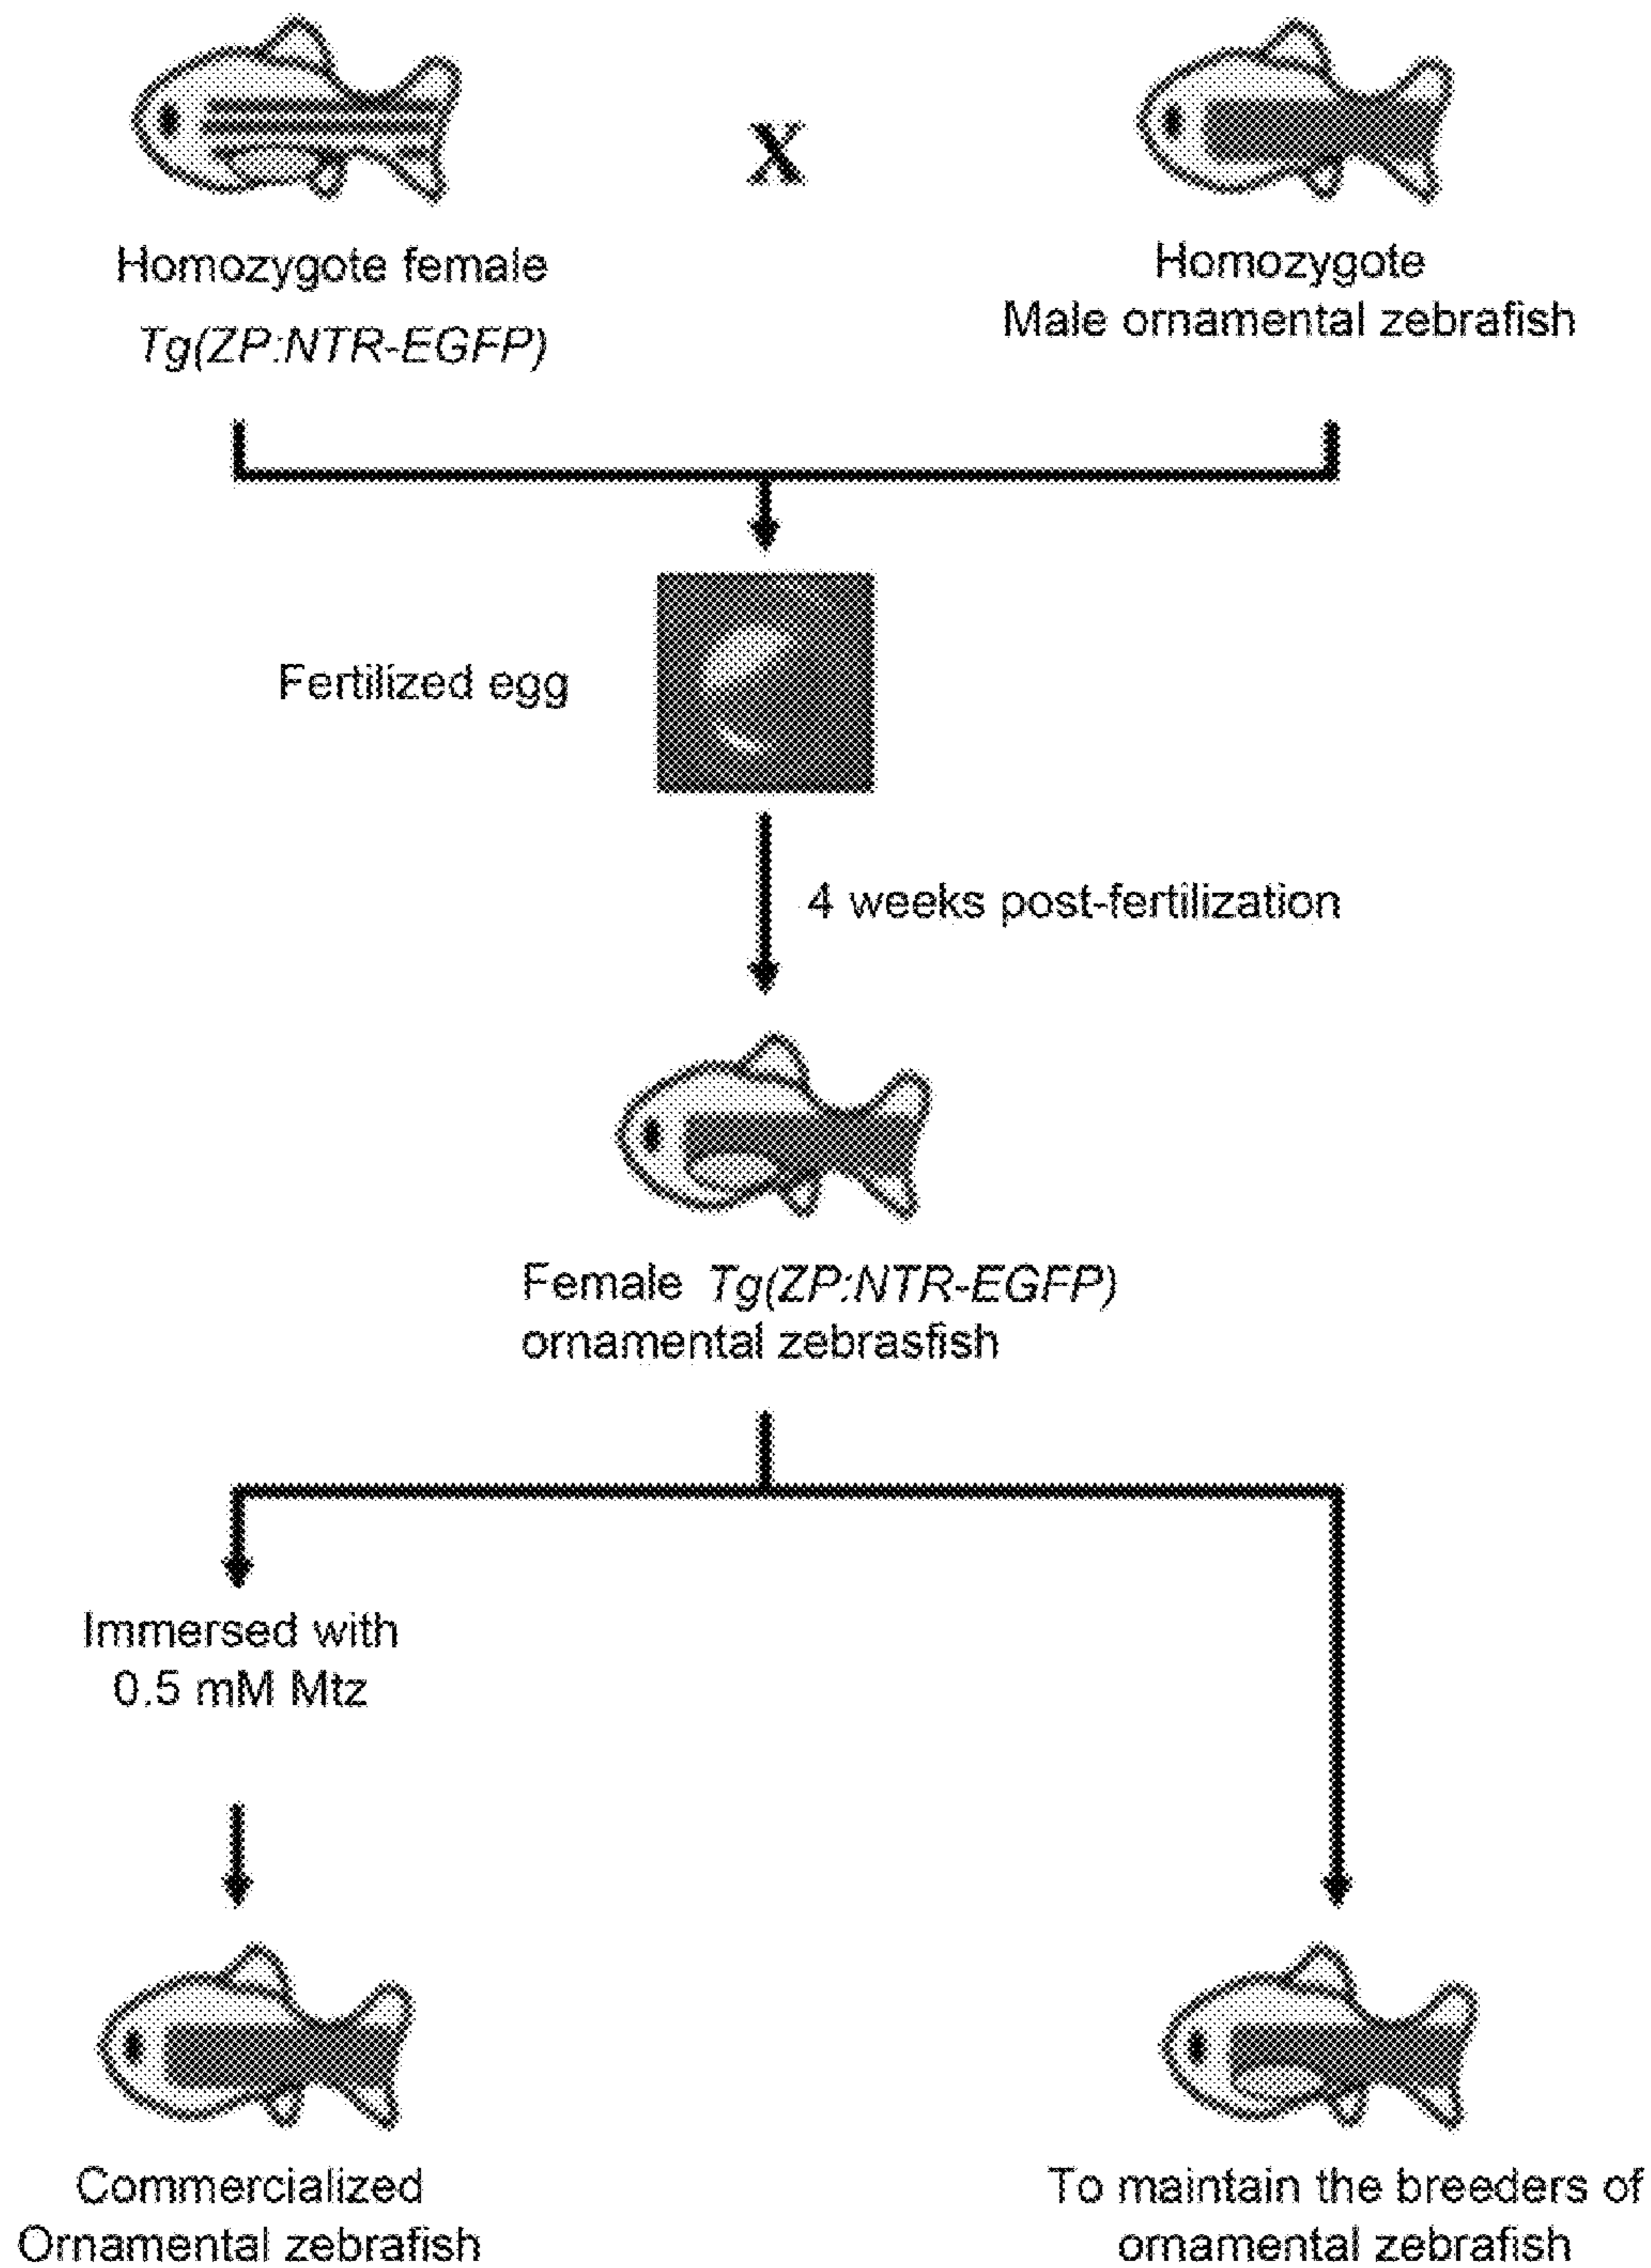 X
Homozygote female
Tg(ZP:NTR-EGFP)
Homozygote
Male ornamental zebrafish
Fertilized egg
4 weeks post-fertilization
Female Tg(ZP:NTR-EGFP)
ornamental zebrasfish
Immersed with
0.5 mM Mtz
Commercialized
Ornamental zebrafish
To maintain the breeders of
ornamental zebrafish